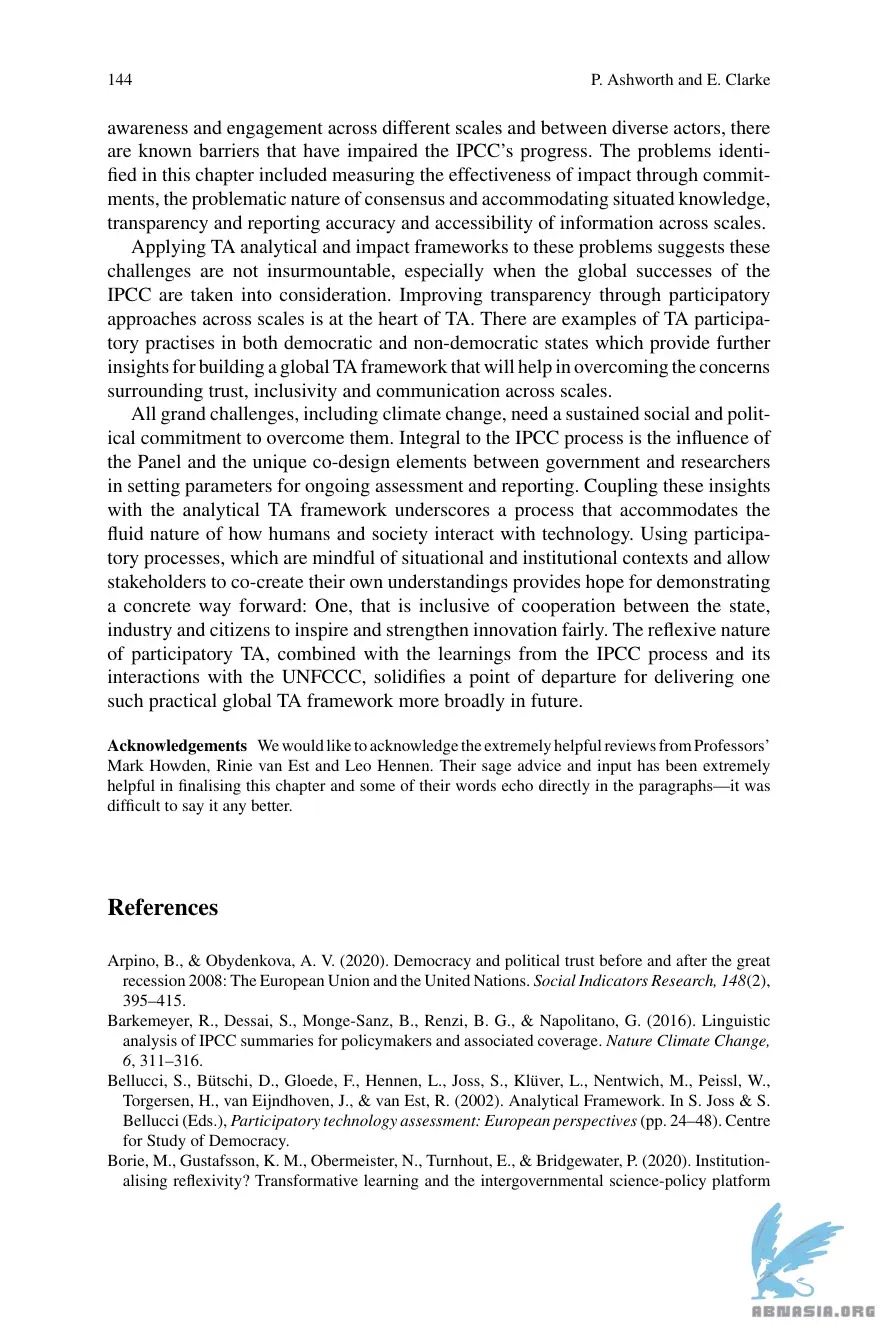 144 P. Ashworth and E. Clarke
awareness and engagement across different scales and between diverse actors, there
are known barriers that have impaired the IPCC's progress. The problems identi-
fied in this chapter included measuring the effectiveness of impact through commit-
ments, the problematic nature of consensus and accommodating situated knowledge,
transparency and reporting accuracy and accessibility of information across scales.
Applying TA analytical and impact frameworks to these problems suggests these
challenges are not insurmountable, especially when the global successes of the
IPCC are taken into consideration. Improving transparency through participatory
approaches across scales is at the heart of TA. There are examples of TA participa-
tory practises in both democratic and non-democratic states which provide further
insights for building a global TA framework that will help in overcoming the concerns
surrounding trust, inclusivity and communication across scales.
All grand challenges, including climate change, need a sustained social and polit-
ical commitment to overcome them. Integral to the IPCC process is the influence of
the Panel and the unique co-design elements between government and researchers
in setting parameters for ongoing assessment and reporting. Coupling these insights
with the analytical TA framework underscores a process that accommodates the
fluid nature of how humans and society interact with technology. Using participa-
tory processes, which are mindful of situational and institutional contexts and allow
stakeholders to co-create their own understandings provides hope for demonstrating
a concrete way forward: One, that is inclusive of cooperation between the state,
industry and citizens to inspire and strengthen innovation fairly. The reflexive nature
of participatory TA, combined with the learnings from the IPCC process and its
interactions with the UNFCCC, solidifies a point of departure for delivering one
such practical global TA framework more broadly in future.
Acknowledgements We would like to acknowledge the extremely helpful reviews from Professors'
Mark Howden, Rinie van Est and Leo Hennen. Their sage advice and input has been extremely
helpful in finalising this chapter and some of their words echo directly in the paragraphs—it was
difficult to say it any better.
References
Arpino, B., & Obydenkova, A. V. (2020). Democracy and political trust before and after the great
recession 2008: The European Union and the United Nations. Social Indicators Research, 148(2),
395–415.
Barkemeyer, R., Dessai, S., Monge-Sanz, B., Renzi, B. G., & Napolitano, G. (2016). Linguistic
analysis of IPCC summaries for policymakers and associated coverage. Nature Climate Change,
6, 311–316.
Bellucci, S., Bütschi, D., Gloede, F., Hennen, L., Joss, S., Klüver, L., Nentwich, M., Peissl, W.,
Torgersen, H., van Eijndhoven, J., & van Est, R. (2002). Analytical Framework. In S. Joss & S.
Bellucci (Eds.), Participatory technology assessment: European perspectives (pp. 24–48). Centre
for Study of Democracy.
Borie, M., Gustafsson, K. M., Obermeister, N., Turnhout, E., & Bridgewater, P. (2020). Institution-
alising reflexivity? Transformative learning and the intergovernmental science-policy platform
ABNASIA.ORG